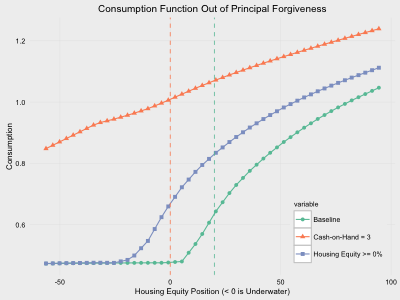 Consumption Function Out of Principal Forgiveness
1.2
1.0
0.8
0.6
Consumption
-50
0
50
100
Housing Equity Position (< 0 is Underwater)
variable
Baseline
Cash-on-Hand = 3
Housing Equity >= 0%